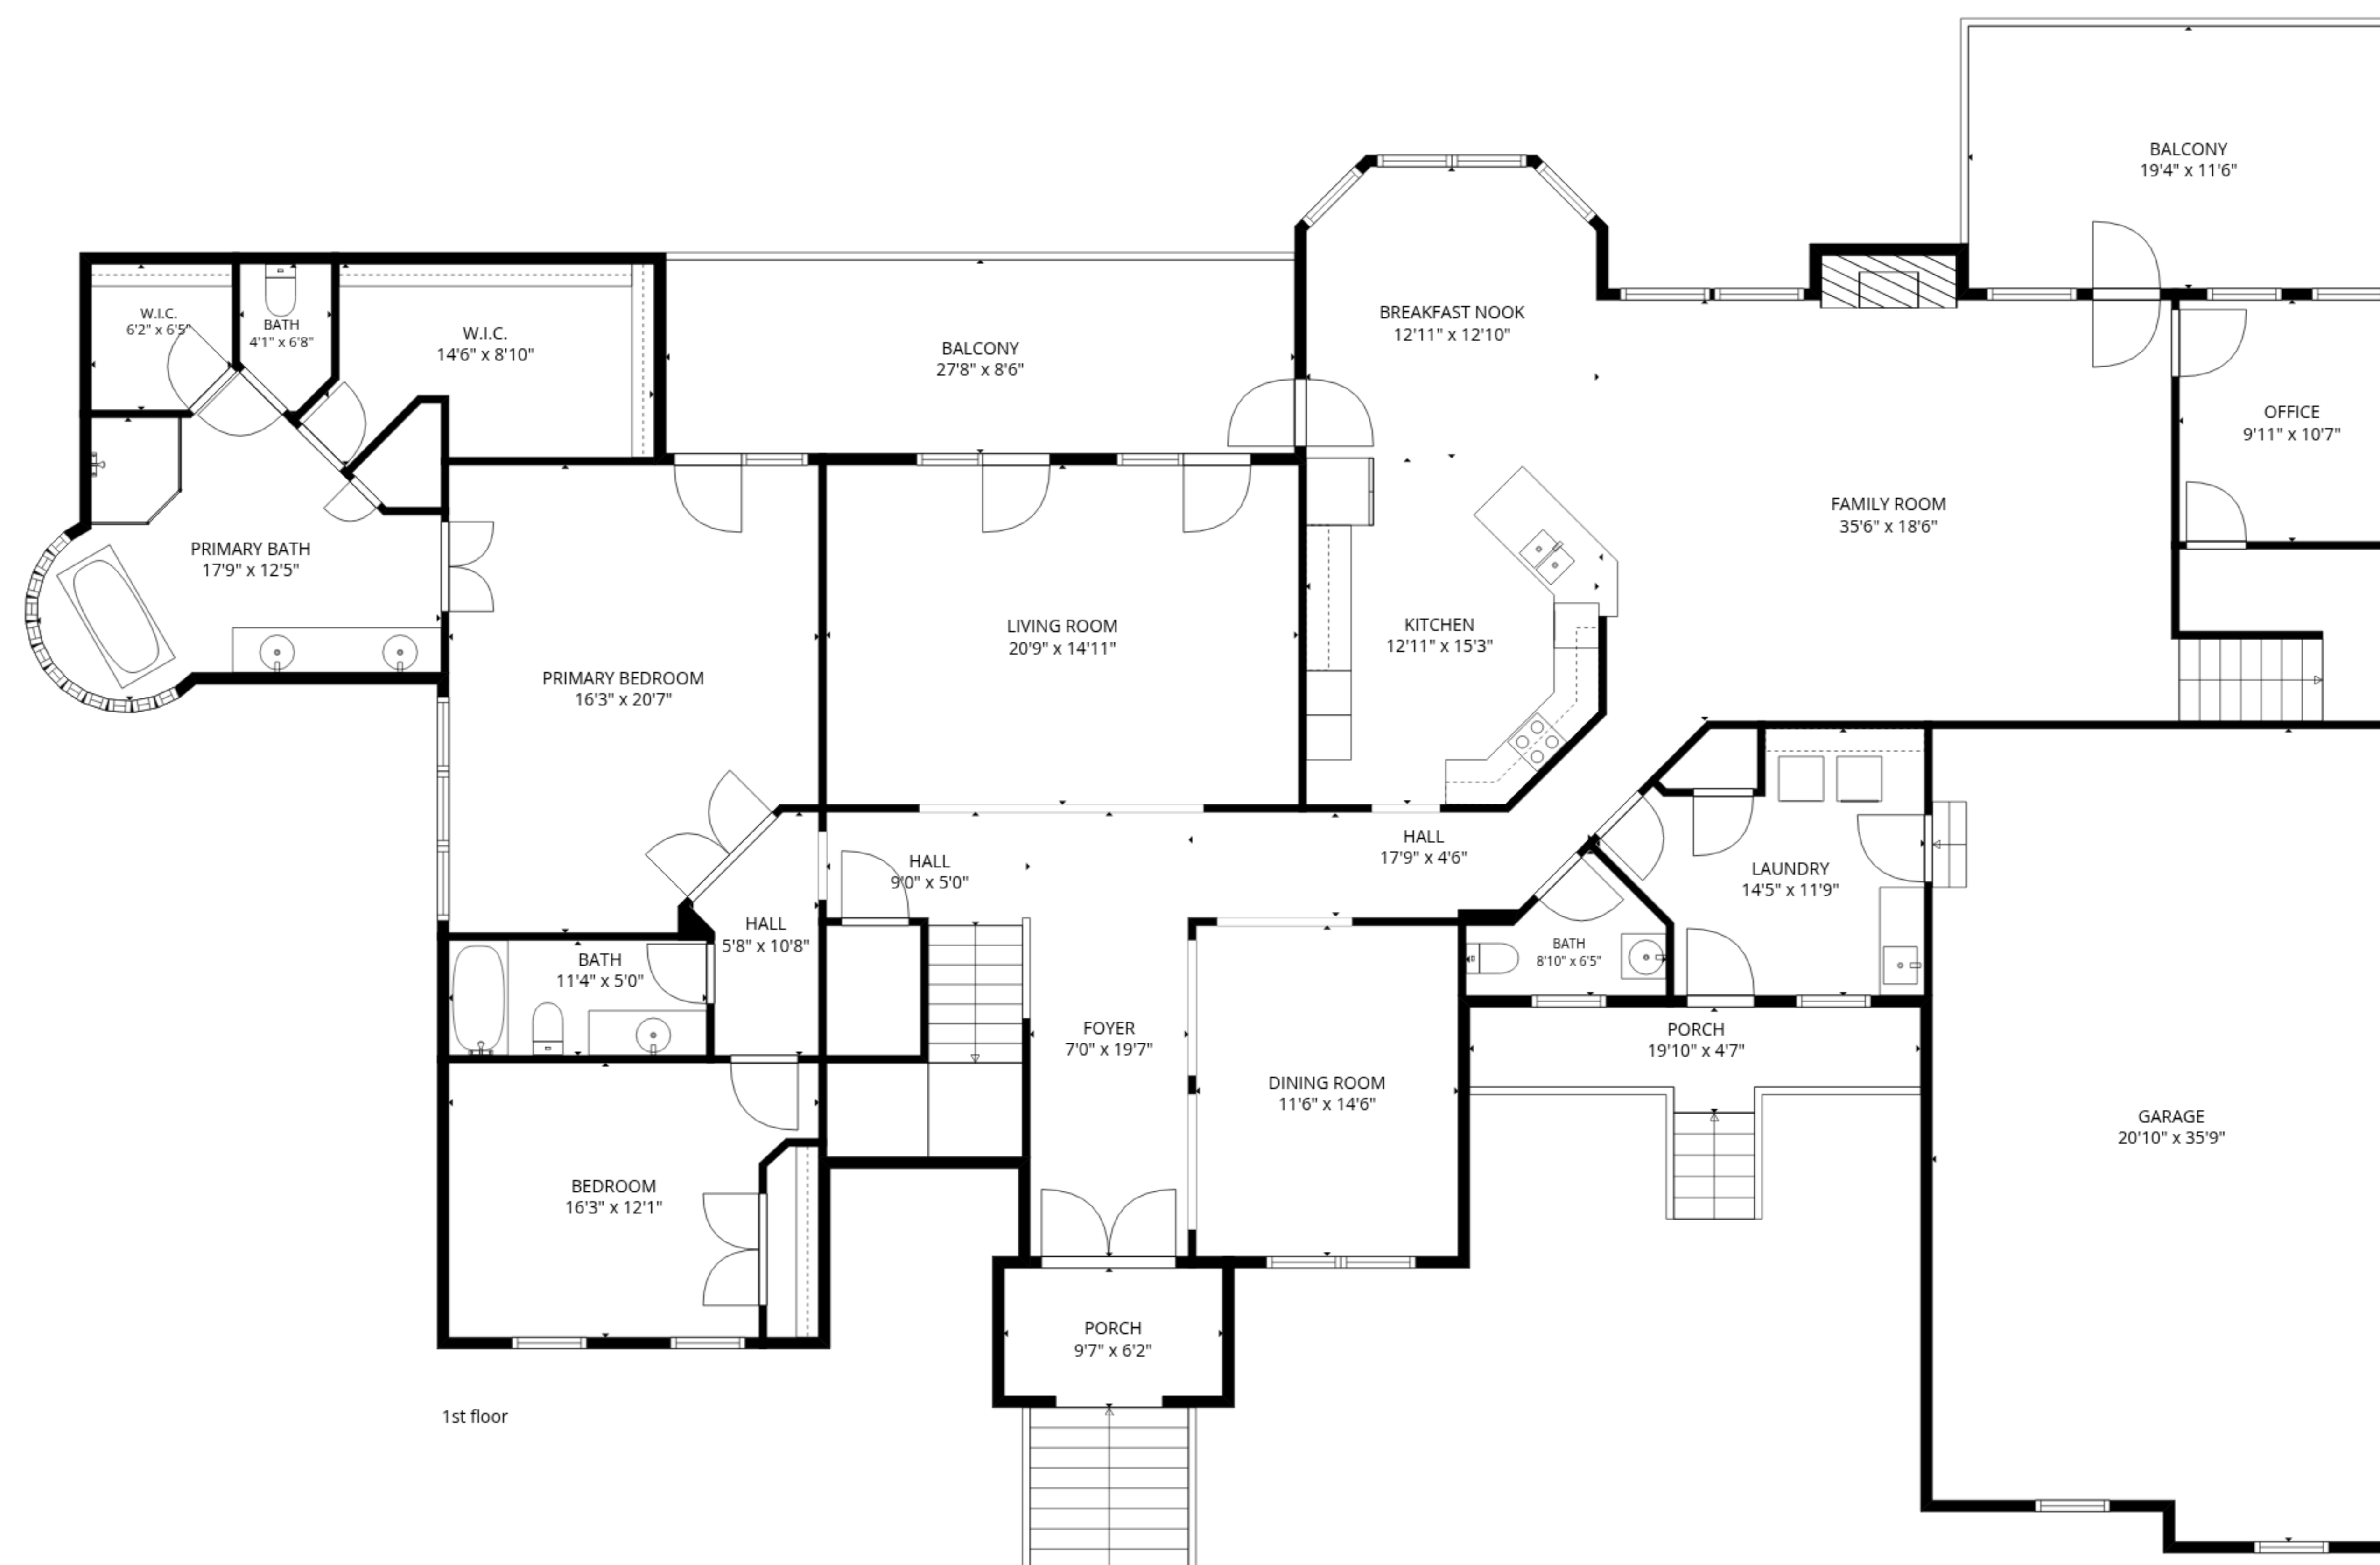 BALCONY
19'4" x 11'6"
W.I.C.
6'2" x 6'5"
BATH
4'1" x 6'8"
W.I.C.
14'6" x 8'10"
BALCONY
27'8" x 8'6"
BREAKFAST NOOK
12'11" x 12'10"
OFFICE
9'11" x 10'7"
PRIMARY BATH
17'9" x 12'5"
FAMILY ROOM
35'6" x 18'6"
LIVING ROOM
20'9" x 14'11"
KITCHEN
12'11" x 15'3"
PRIMARY BEDROOM
16'3" x 20'7"
HALL
9'0" x 5'0"
HALL
17'9" x 4'6"
LAUNDRY
14'5" x 11'9"
HALL
5'8" x 10'8"
BATH
11'4" x 5'0"
BATH
8'10" x 6'5"
FOYER
7'0" x 19'7"
PORCH
19'10" x 4'7"
DINING ROOM
11'6" x 14'6"
GARAGE
20'10" x 35'9"
BEDROOM
16'3" x 12'1"
PORCH
9'7" x 6'2"
1st floor